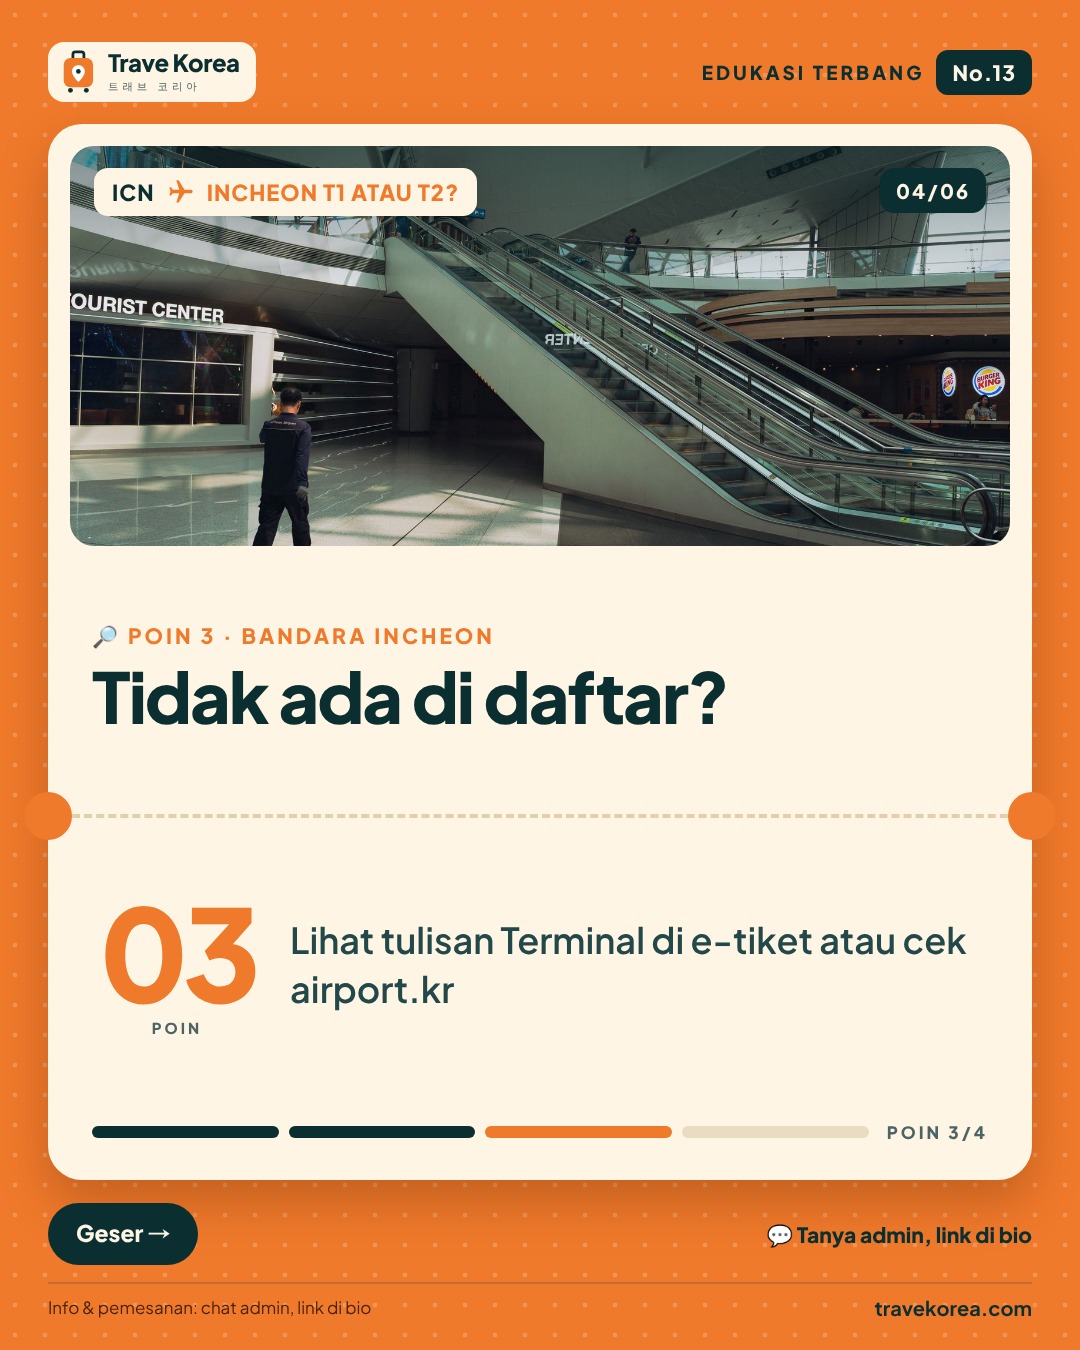 Trave Korea
트래브 코리아
EDUKASI TERBANG
No.13
ICN ✈ INCHEON T1 ATAU T2?
04/06
OURIST CENTER
BURGER KING
🔎 POIN 3 · BANDARA INCHEON
Tidak ada di daftar?
03
POIN
Lihat tulisan Terminal di e-tiket atau cek
airport.kr
POIN 3/4
Geser →
💬 Tanya admin, link di bio
Info & pemesanan: chat admin, link di bio
travekorea.com